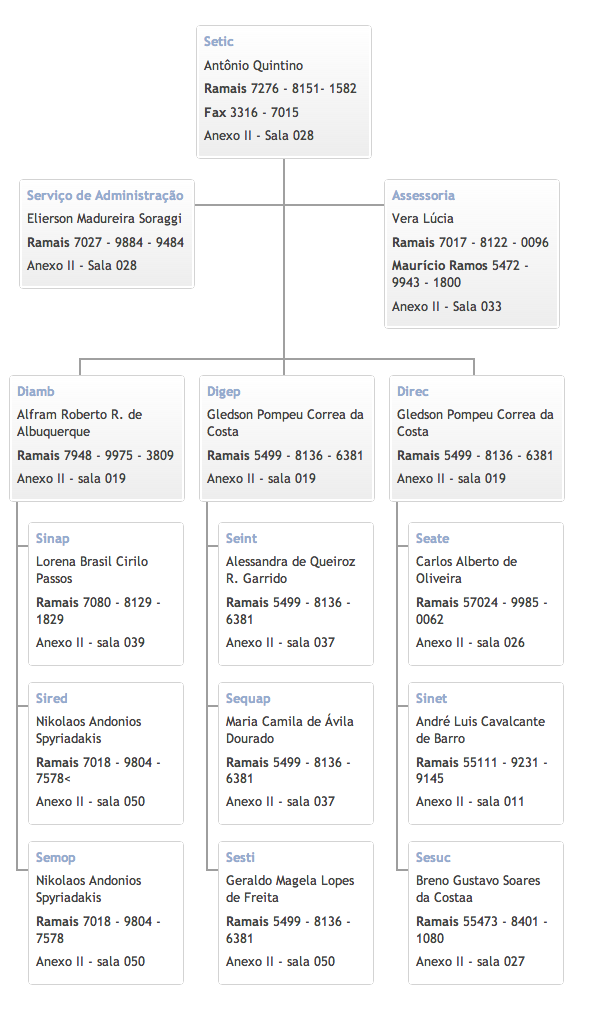 Setic
Antônio Quintino
Ramais 7276 - 8151- 1582
Fax 3316 - 7015
Anexo II - Sala 028
Serviço de Administração
Elierson Madureira Soraggi
Ramais 7027 - 9884 - 9484
Anexo II - Sala 028
Assessoria
Vera Lúcia
Ramais 7017 - 8122 - 0096
Maurício Ramos 5472 -
9943 - 1800
Anexo II - Sala 033
Diamb
Alfram Roberto R. de
Albuquerque
Ramais 7948 - 9975 - 3809
Anexo II - sala 019
Digep
Gledson Pompeu Correa da
Costa
Ramais 5499 - 8136 - 6381
Anexo II - sala 019
Direc
Gledson Pompeu Correa da
Costa
Ramais 5499 - 8136 - 6381
Anexo II - sala 019
Sinap
Lorena Brasil Cirilo
Passos
Ramais 7080 - 8129 -
1829
Anexo II - sala 039
Seint
Alessandra de Queiroz
R. Garrido
Ramais 5499 - 8136 -
6381
Anexo II - sala 037
Seate
Carlos Alberto de
Oliveira
Ramais 57024 - 9985 -
0062
Anexo II - sala 026
Sired
Nikolaos Andonios
Spyriadakis
Ramais 7018 - 9804 -
7578<
Anexo II - sala 050
Sequap
Maria Camila de Ávila
Dourado
Ramais 5499 - 8136 -
6381
Anexo II - sala 037
Sinet
André Luis Cavalcante
de Barro
Ramais 55111 - 9231 -
9145
Anexo II - sala 011
Semop
Nikolaos Andonios
Spyriadakis
Ramais 7018 - 9804 -
7578
Anexo II - sala 050
Sesti
Geraldo Magela Lopes
de Freita
Ramais 5499 - 8136 -
6381
Anexo II - sala 050
Sesuc
Breno Gustavo Soares
da Costaa
Ramais 55473 - 8401 -
1080
Anexo II - sala 027